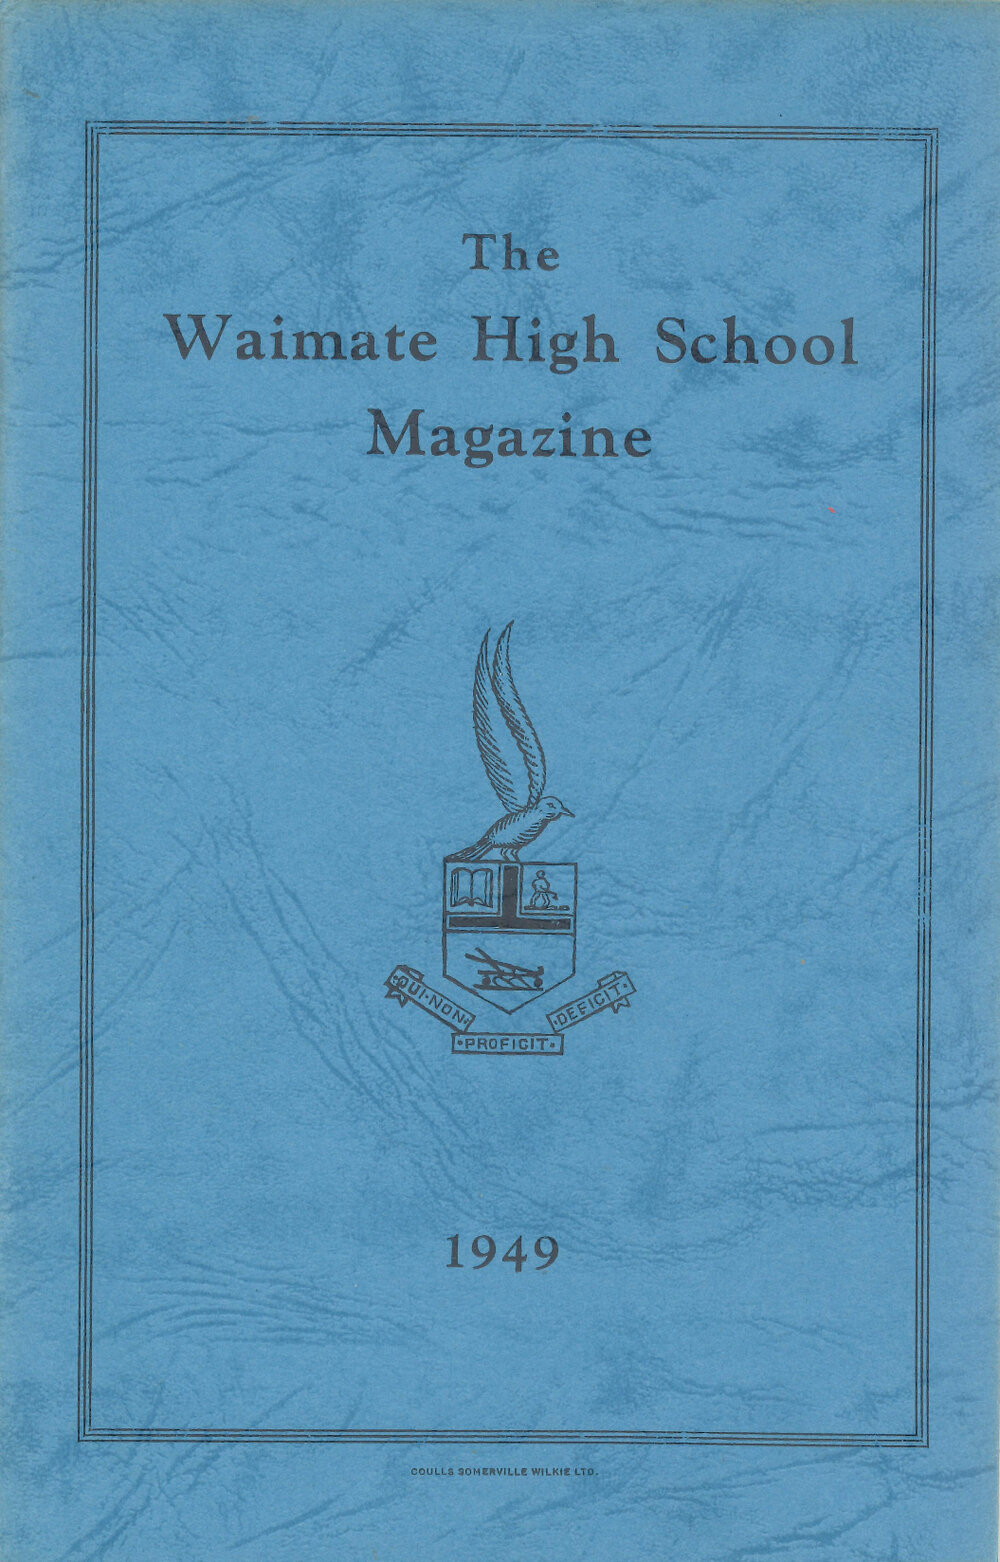 The
Waimate High School
Magazine
·QUI·NON·
·PROFICIT·
·DEFICIT·
1949
COULLS SOMERVILLE WILKIE LTD.